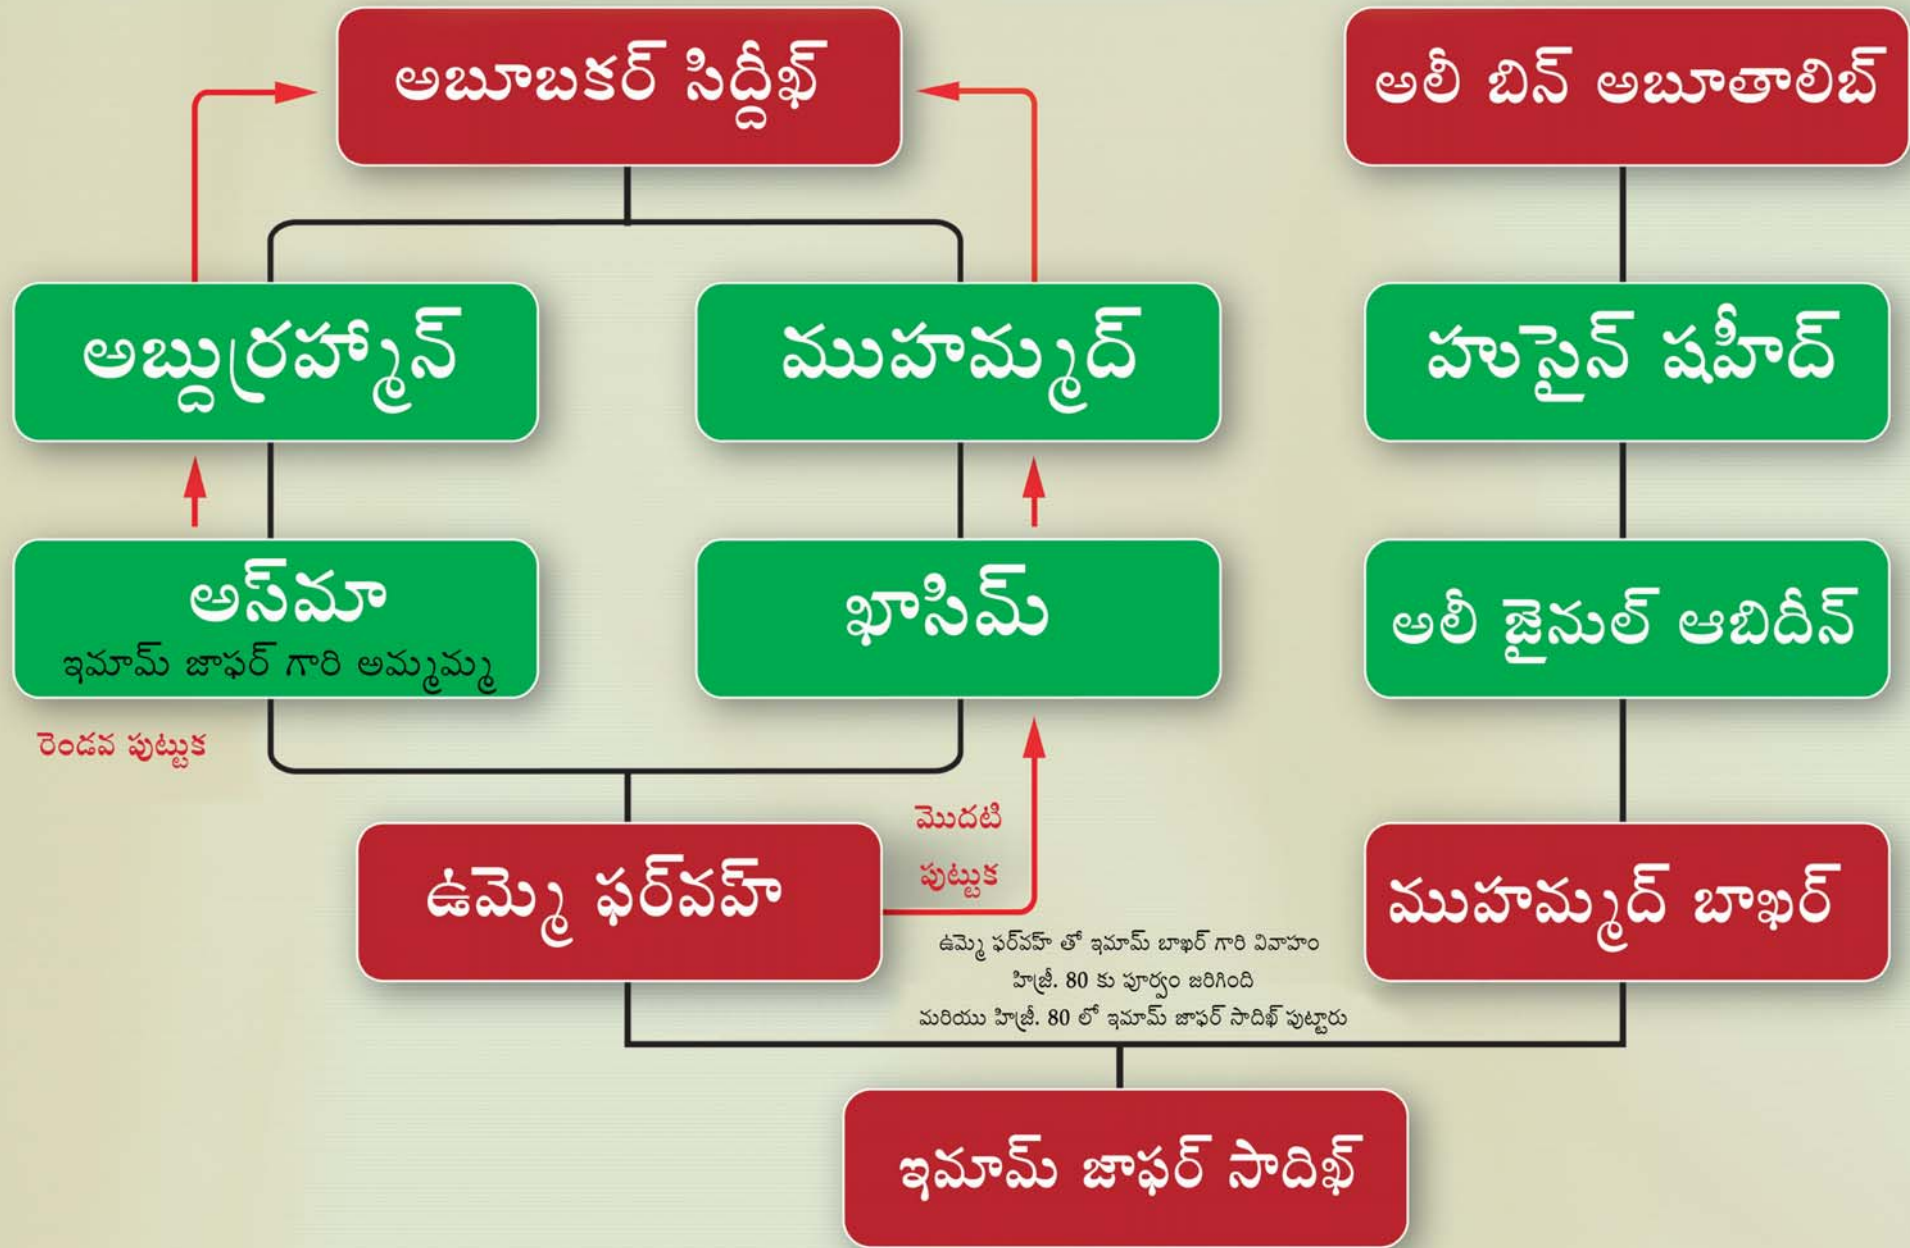 అబూబకర్ సిద్దీఖ్
అలీ బిన్ అబూతాలిబ్
అబ్దుర్రహ్మాన్
ముహమ్మద్
హుసైన్ షహీద్
అస్‌మా
ఇమామ్ జాఫర్ గారి అమ్మమ్మ
ఖాసిమ్
అలీ జైనుల్ ఆబిదీన్
రెండవ పుట్టుక
మొదటి
పుట్టుక
ఉమ్మె ఫర్‌వహ్
ముహమ్మద్ బాఖర్
ఉమ్మె ఫర్‌వహ్ తో ఇమామ్ బాఖర్ గారి వివాహం
హిజ్రీ. 80 కు పూర్వం జరిగింది
మరియు హిజ్రీ. 80 లో ఇమామ్ జాఫర్ సాదిఖ్ పుట్టారు
ఇమామ్ జాఫర్ సాదిఖ్